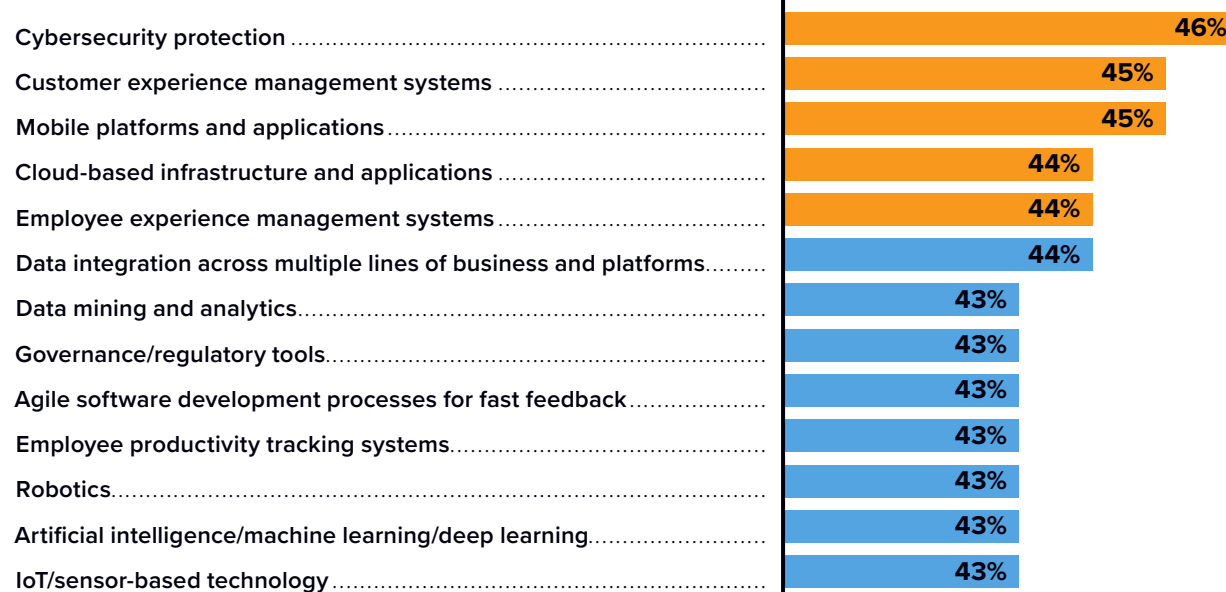 Cybersecurity protection 46%
Customer experience management systems 45%
Mobile platforms and applications 45%
Cloud-based infrastructure and applications 44%
Employee experience management systems 44%
Data integration across multiple lines of business and platforms 44%
Data mining and analytics 43%
Governance/regulatory tools 43%
Agile software development processes for fast feedback 43%
Employee productivity tracking systems 43%
Robotics 43%
Artificial intelligence/machine learning/deep learning 43%
IoT/sensor-based technology 43%